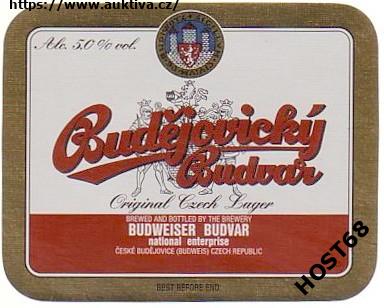 https://www.auktiva.cz/
Alc. 5.0 % vol.
Budějovický
Budvar
Original Czech Lager
BREWED AND BOTTLED BY THE BREWERY
BUDWEISER BUDVAR
national enterprise
ČESKÉ BUDĚJOVICE (BUDWEIS) CZECH REPUBLIC
BEST BEFORE END:
HOST68